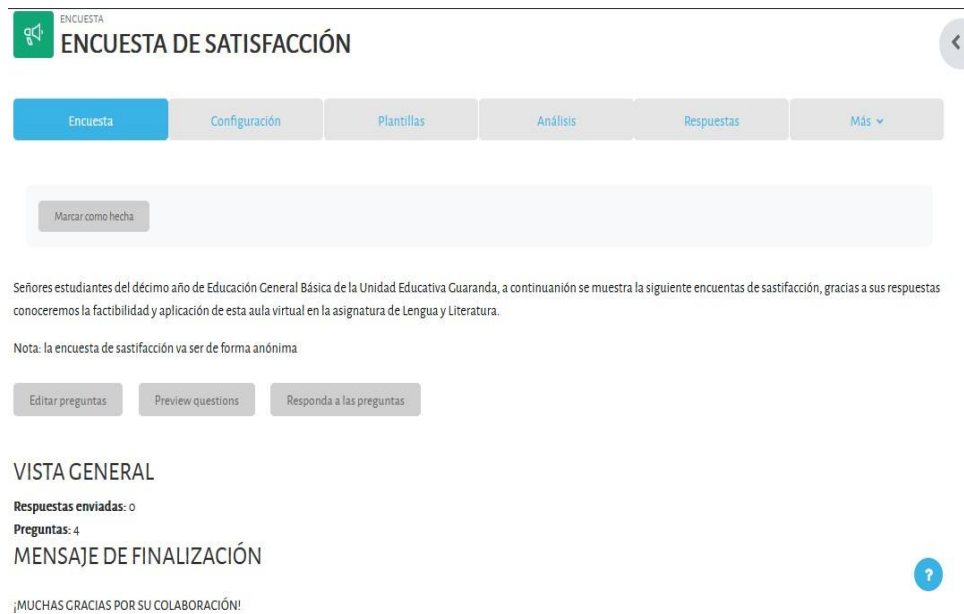 ENCUESTA
ENCUESTA DE SATISFACCIÓN
Encuesta
Configuración
Plantillas
Análisis
Respuestas
Más
Marcar como hecha
Señores estudiantes del décimo año de Educación General Básica de la Unidad Educativa Guaranda, a continuanión se muestra la siguiente encuentas de sastifacción, gracias a sus respuestas
conoceremos la factibilidad y aplicación de esta aula virtual en la asignatura de Lengua y Literatura.
Nota: la encuesta de sastifacción va ser de forma anónima
Editar preguntas
Preview questions
Responda a las preguntas
VISTA GENERAL
Respuestas enviadas: 0
Preguntas: 4
MENSAJE DE FINALIZACIÓN
?
¡MUCHAS GRACIAS POR SU COLABORACIÓN!